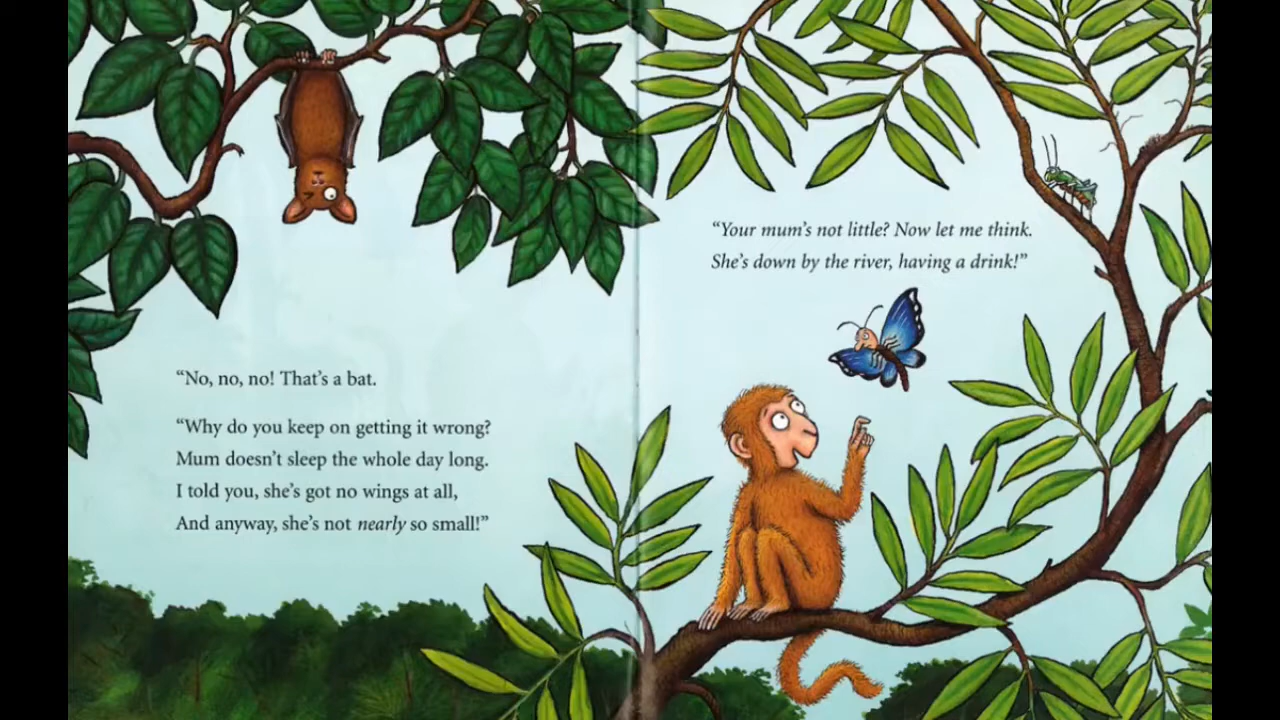 “No, no, no! That’s a bat.
“Why do you keep on getting it wrong?
Mum doesn’t sleep the whole day long.
I told you, she’s got no wings at all,
And anyway, she’s not nearly so small!”
“Your mum’s not little? Now let me think.
She’s down by the river, having a drink!”